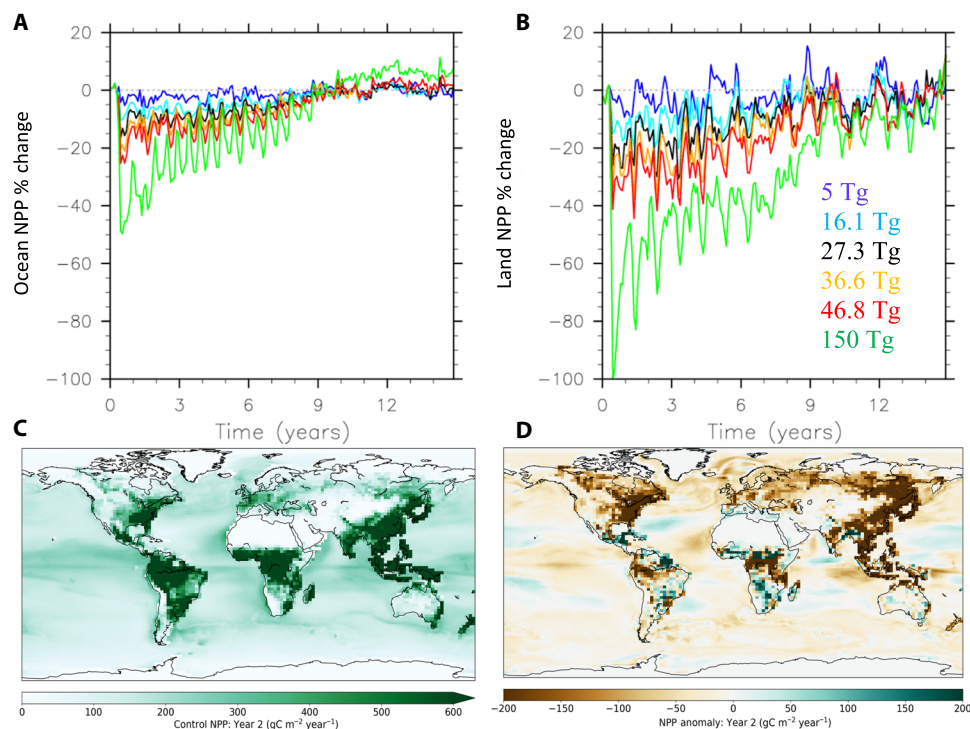 A
B
20
0
−20
−40
−60
−80
−100
Ocean NPP % change
0
3
6
9
12
Time (years)
20
0
−20
−40
−60
−80
−100
Land NPP % change
0
3
6
9
12
Time (years)
5 Tg
16.1 Tg
27.3 Tg
36.6 Tg
46.8 Tg
150 Tg
C
D
0 100 200 300 400 500 600
Control NPP: Year 2 (gC m⁻² year⁻¹)
−200 −150 −100 −50 0 50 100 150 200
NPP anomaly: Year 2 (gC m⁻² year⁻¹)